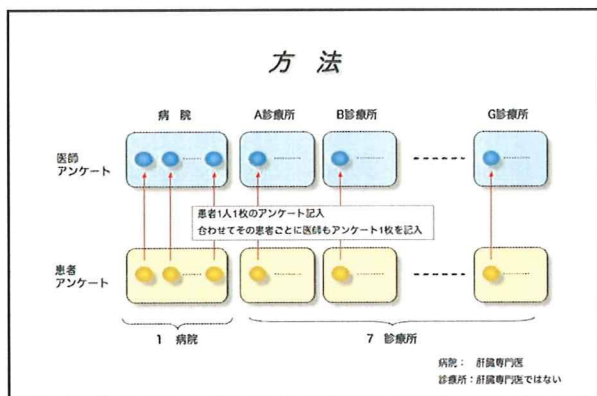 方 法
病 院
A診療所
B診療所
G診療所
医師
アンケート
患者1人1枚のアンケート記入
合わせてその患者ごとに医師もアンケート1枚を記入
患者
アンケート
1 病院
7 診療所
病院： 肝臓専門医
診療所：肝臓専門医ではない